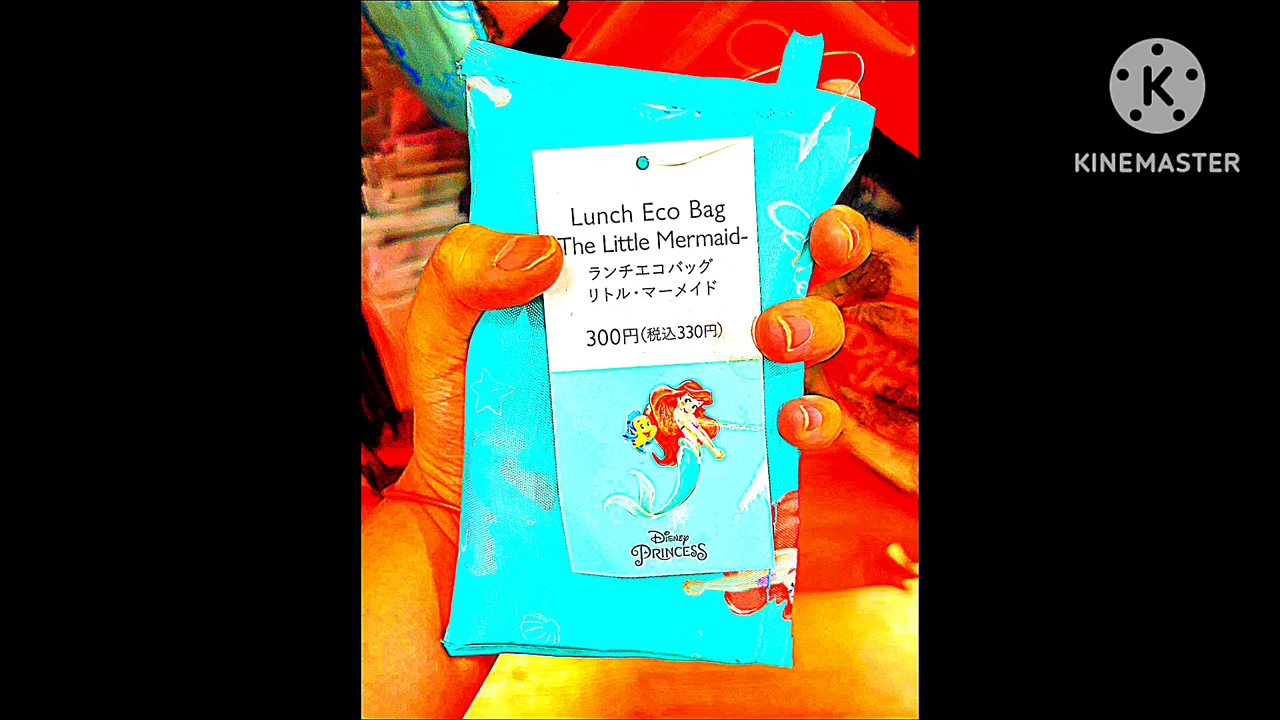 Lunch Eco Bag
The Little Mermaid-
ランチエコバッグ
リトル・マーメイド
300円(税込330円)
DISNEY
PRINCESS
K
KINEMASTER